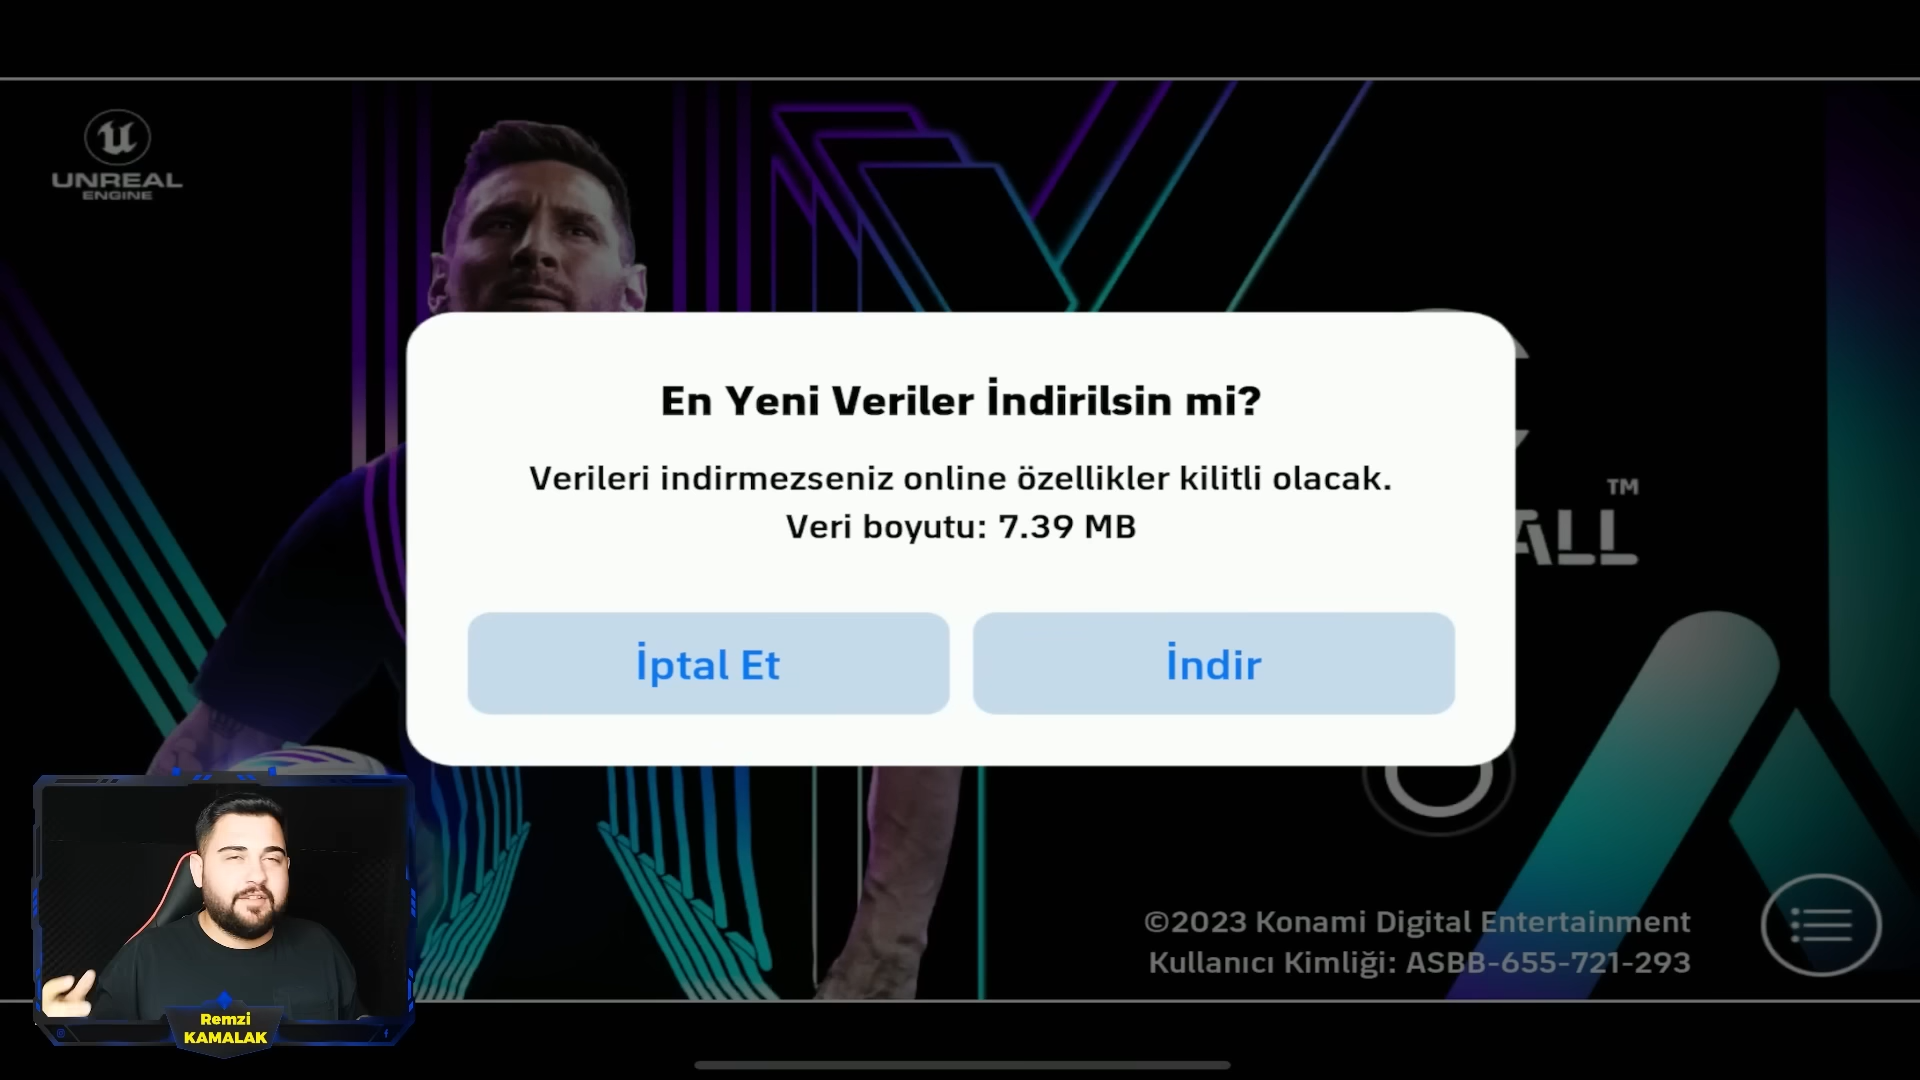 UNREAL
ENGINE
En Yeni Veriler İndirilsin mi?
Verileri indirmezseniz online özellikler kilitli olacak.
Veri boyutu: 7.39 MB
İptal Et
İndir
TM
ALL
©2023 Konami Digital Entertainment
Kullanıcı Kimliği: ASBB-655-721-293
Remzi
KAMALAK